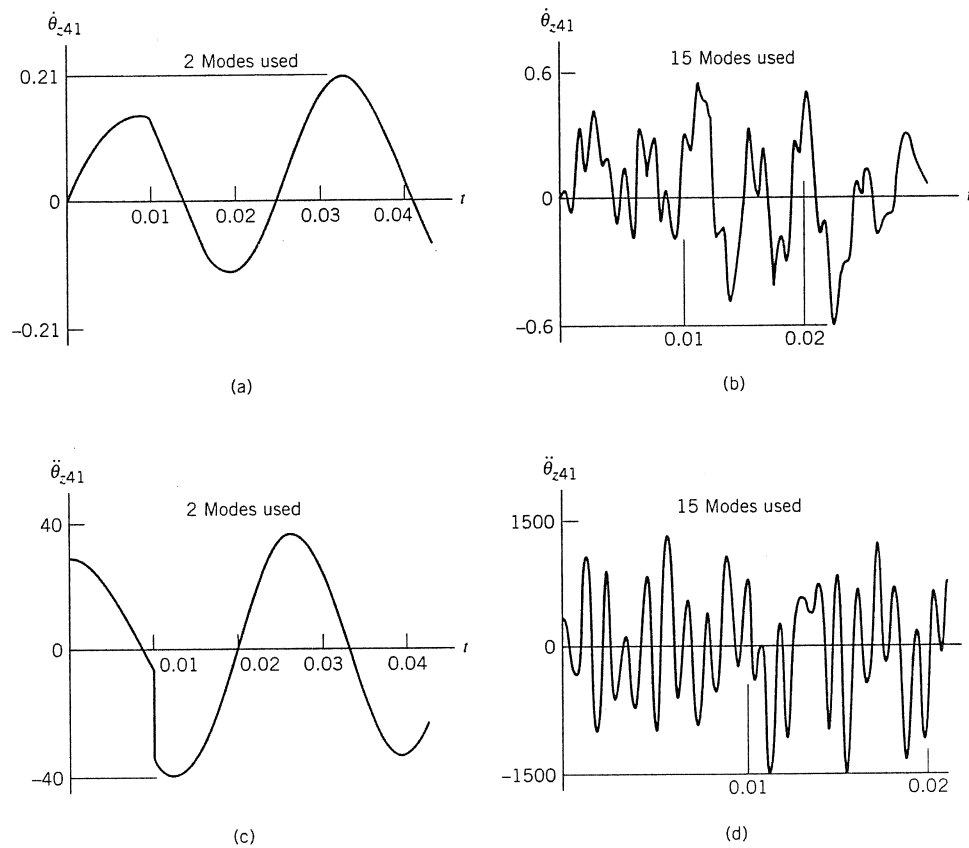 θ̇z41
2 Modes used
0.21
0
0.01
0.02
0.03
0.04
t
−0.21
(a)
θ̇z41
15 Modes used
0.6
0
t
−0.6
0.01
0.02
(b)
θ̈z41
2 Modes used
40
0
0.01
0.02
0.03
0.04
t
−40
(c)
θ̈z41
15 Modes used
1500
0
−1500
0.01
0.02
(d)